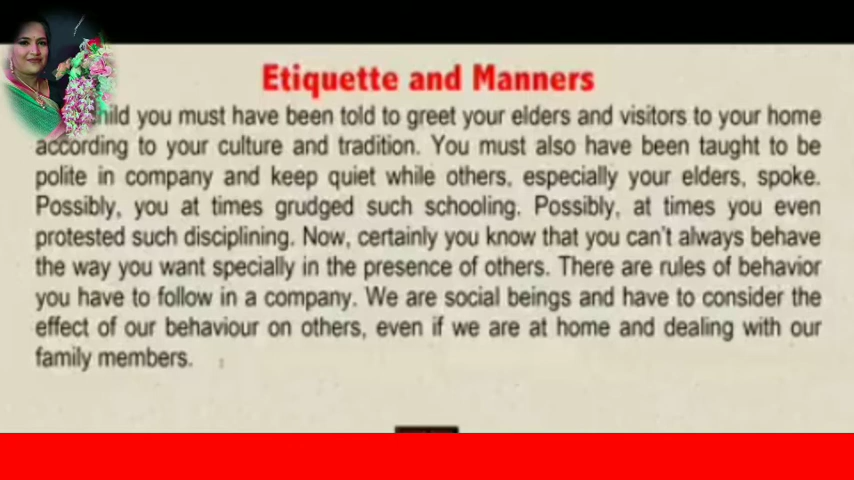 Etiquette and Manners
child you must have been told to greet your elders and visitors to your home
according to your culture and tradition. You must also have been taught to be
polite in company and keep quiet while others, especially your elders, spoke.
Possibly, you at times grudged such schooling. Possibly, at times you even
protested such disciplining. Now, certainly you know that you can't always behave
the way you want specially in the presence of others. There are rules of behavior
you have to follow in a company. We are social beings and have to consider the
effect of our behaviour on others, even if we are at home and dealing with our
family members.